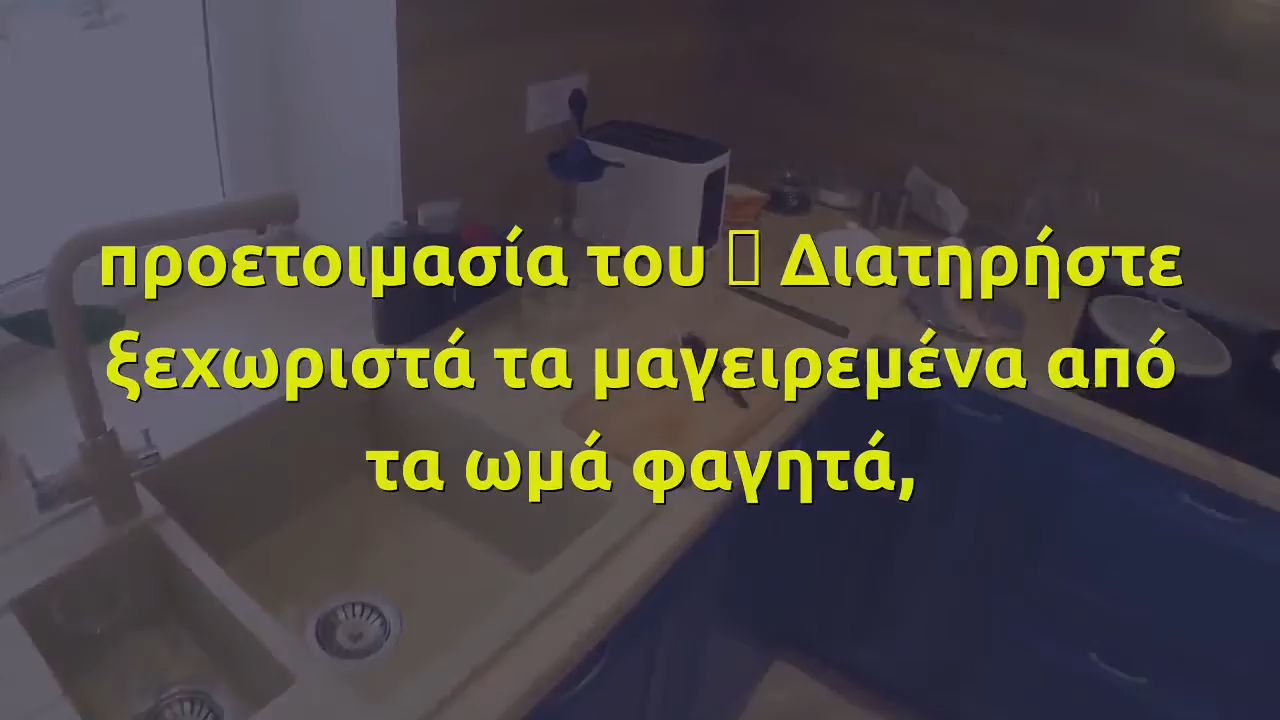 προετοιμασία του ▯ Διατηρήστε
ξεχωριστά τα μαγειρεμένα από
τα ωμά φαγητά,